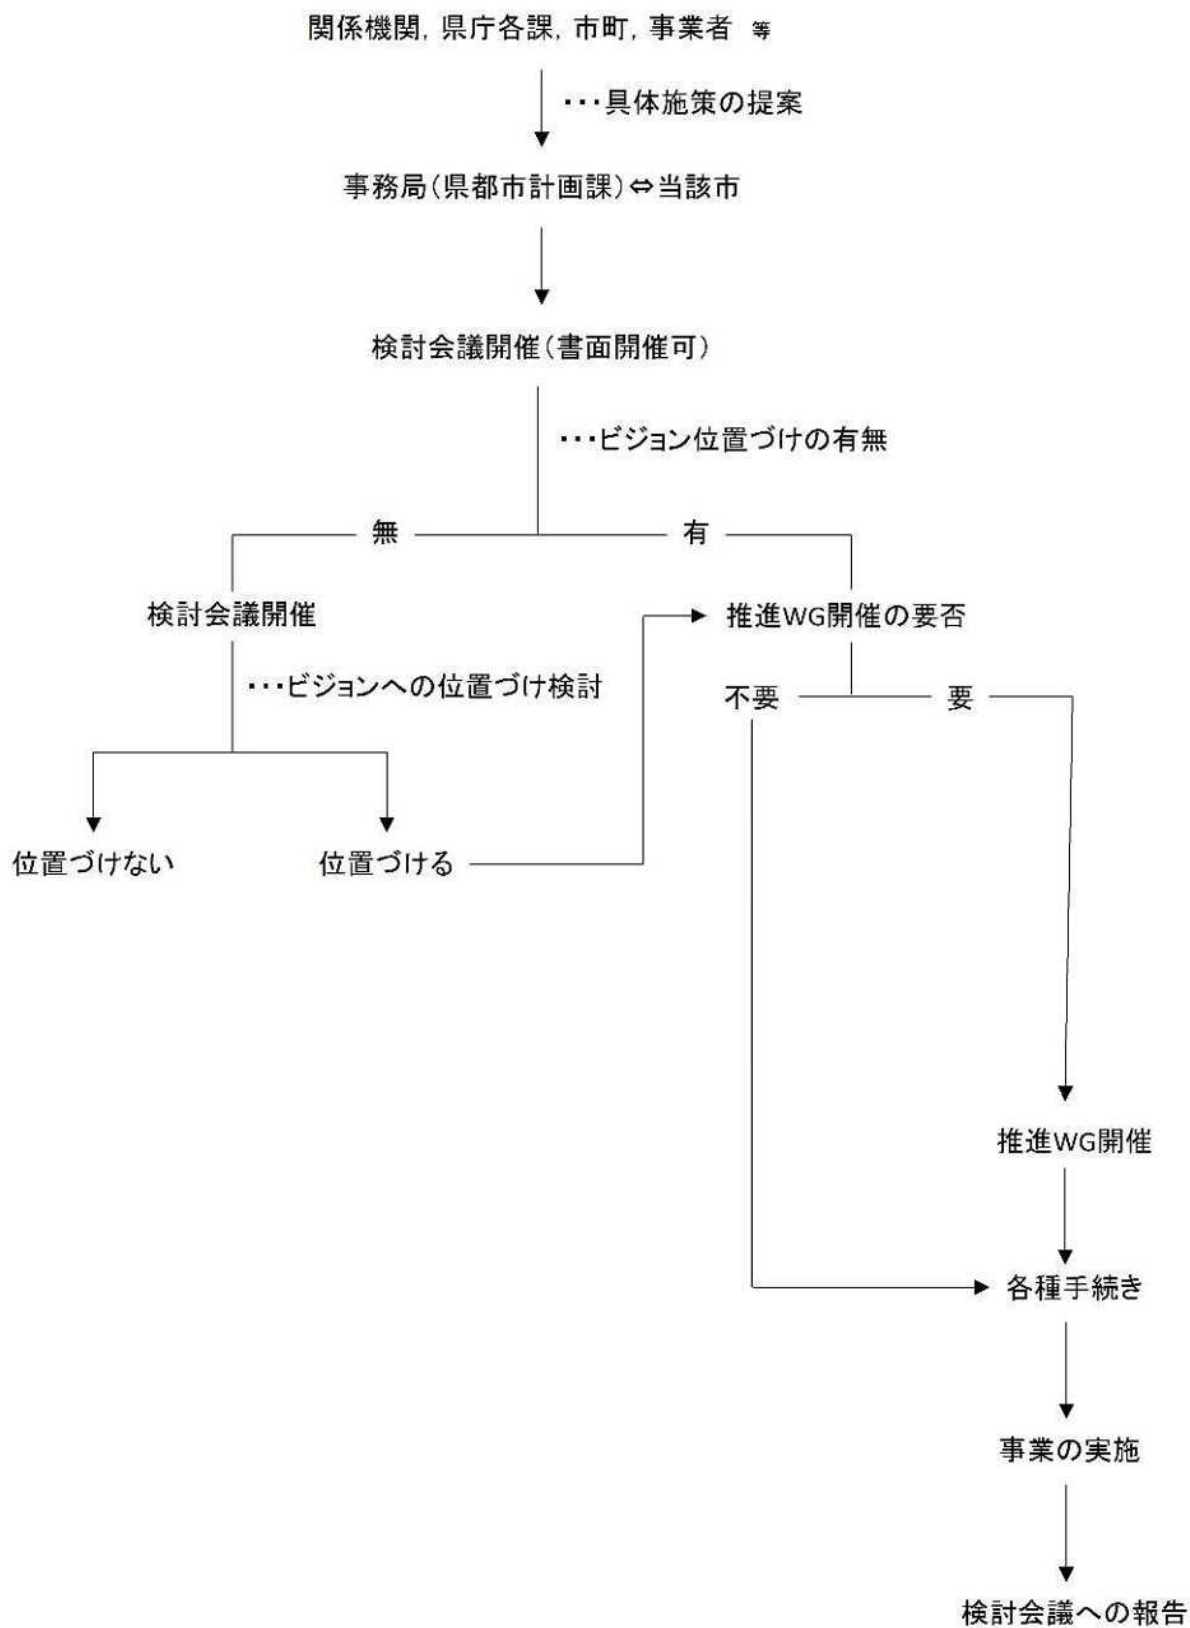 関係機関, 県庁各課, 市町, 事業者 等
･･･具体施策の提案
事務局(県都市計画課)⇔当該市
検討会議開催(書面開催可)
･･･ビジョン位置づけの有無
無
有
検討会議開催
推進WG開催の要否
･･･ビジョンへの位置づけ検討
不要
要
位置づけない
位置づける
推進WG開催
各種手続き
事業の実施
検討会議への報告